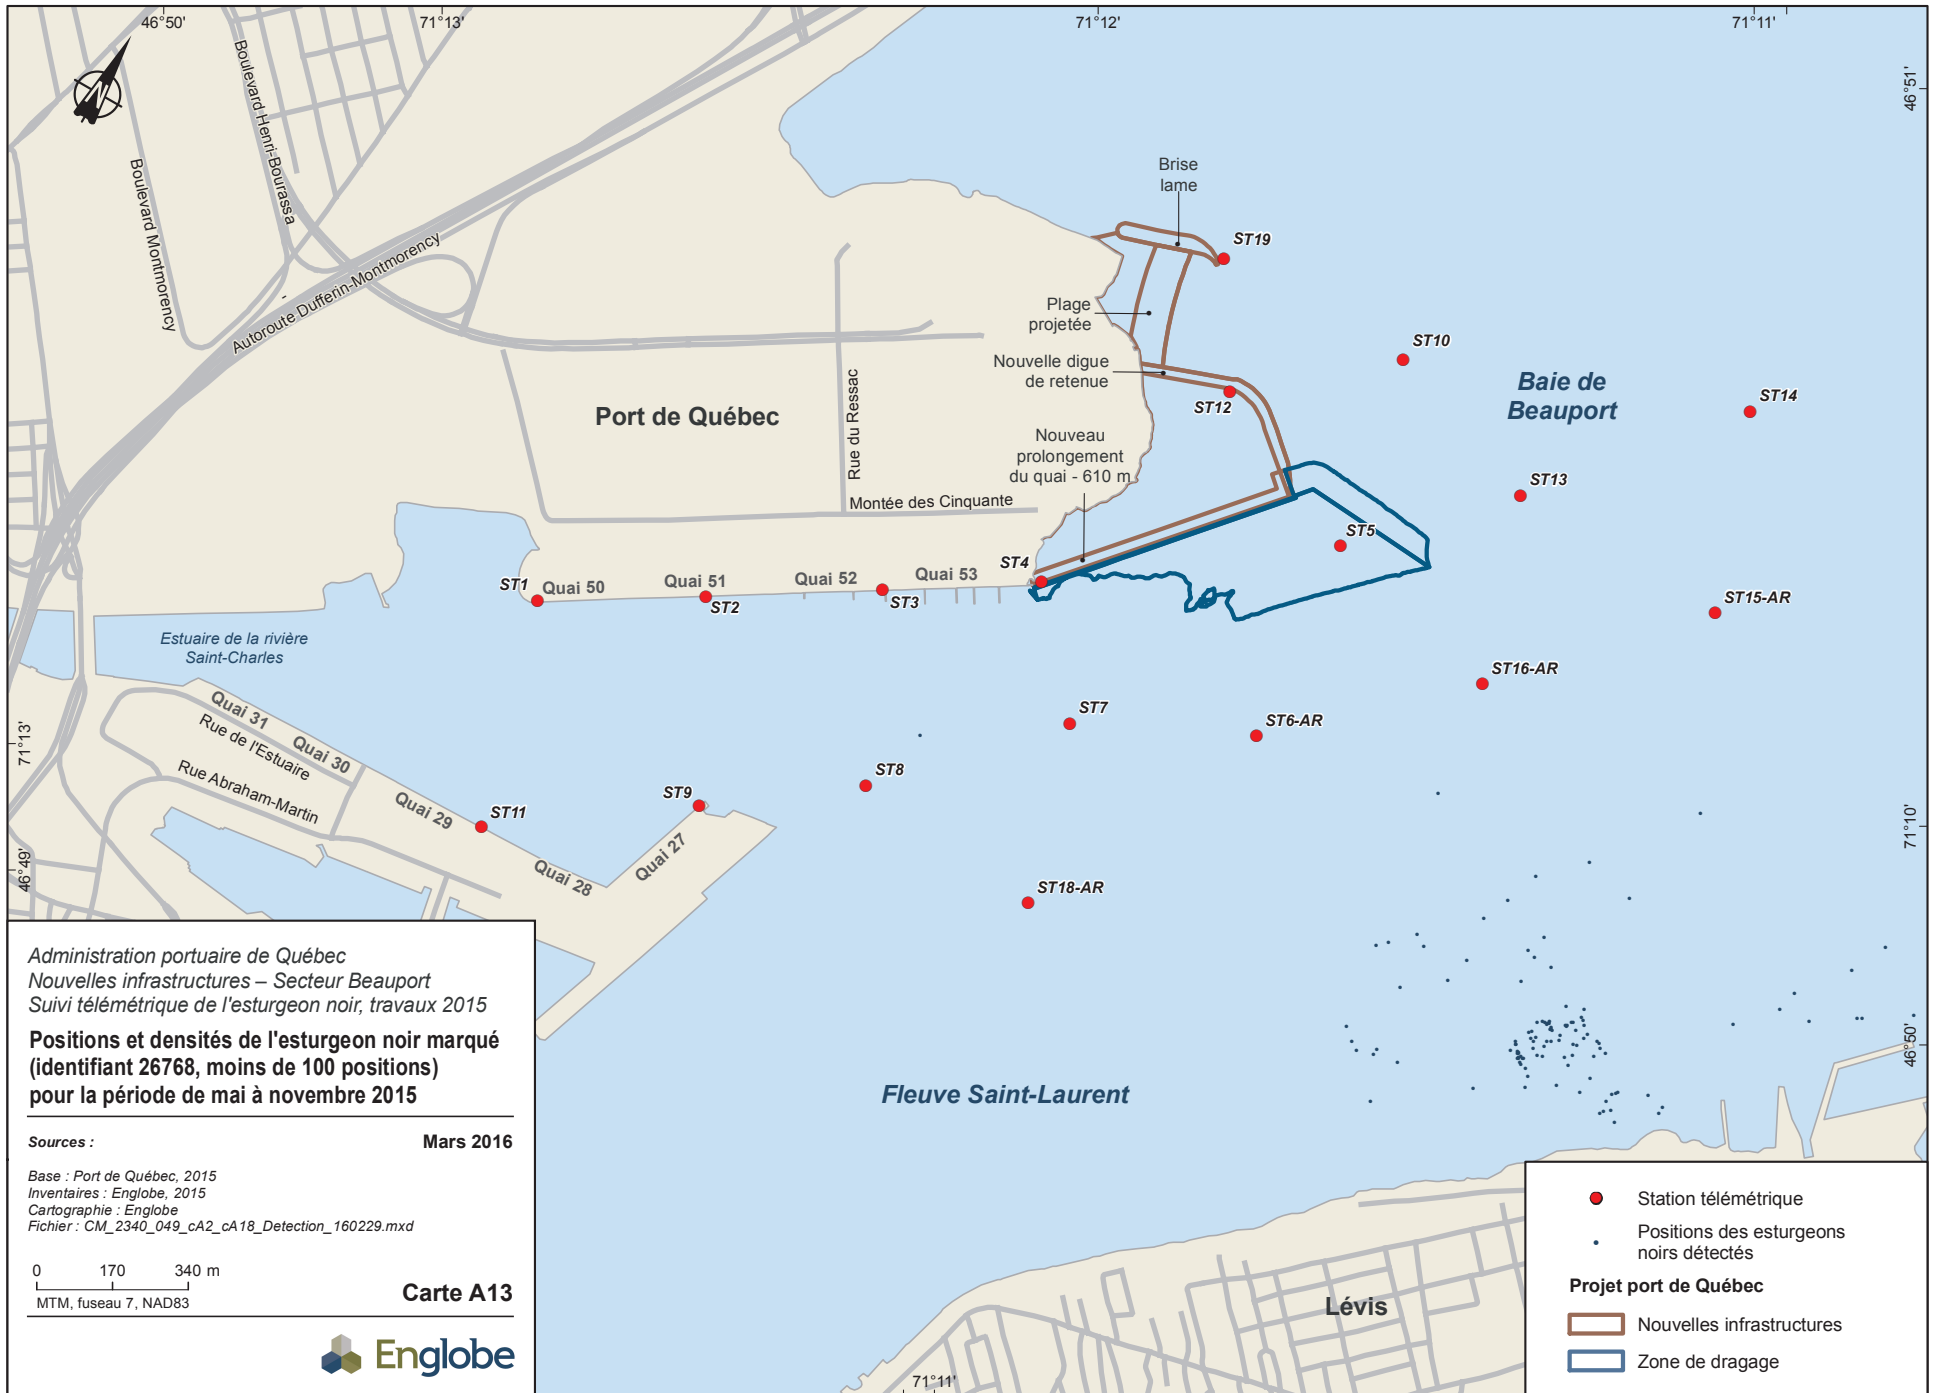 46°50'
71°13'
71°12'
71°11'
46°51'
Boulevard Henri-Bourassa
Boulevard Montmorency
Autoroute Dufferin-Montmorency
Brise
lame
ST19
Plage
projetée
ST10
Nouvelle digue
de retenue
Baie de
Beauport
ST14
ST12
Port de Québec
Rue du Ressac
Nouveau
prolongement
du quai - 610 m
Montée des Cinquante
ST13
ST5
ST4
ST1
Quai 50
Quai 51
Quai 52
Quai 53
ST2
ST3
ST15-AR
Estuaire de la rivière
Saint-Charles
ST16-AR
Quai 31
Rue de l'Estuaire
Quai 30
Rue Abraham-Martin
ST7
ST6-AR
71°13'
ST8
ST9
Quai 29
ST11
71°10'
Quai 27
Quai 28
46°49'
ST18-AR
46°50'
Fleuve Saint-Laurent
Lévis
71°11'
Administration portuaire de Québec
Nouvelles infrastructures – Secteur Beauport
Suivi télémétrique de l'esturgeon noir, travaux 2015
Positions et densités de l'esturgeon noir marqué
(identifiant 26768, moins de 100 positions)
pour la période de mai à novembre 2015
Sources :
Mars 2016
Base : Port de Québec, 2015
Inventaires : Englobe, 2015
Cartographie : Englobe
Fichier : CM_2340_049_cA2_cA18_Detection_160229.mxd
0 170 340 m
MTM, fuseau 7, NAD83
Carte A13
Englobe
Station télémétrique
Positions des esturgeons
noirs détectés
Projet port de Québec
Nouvelles infrastructures
Zone de dragage